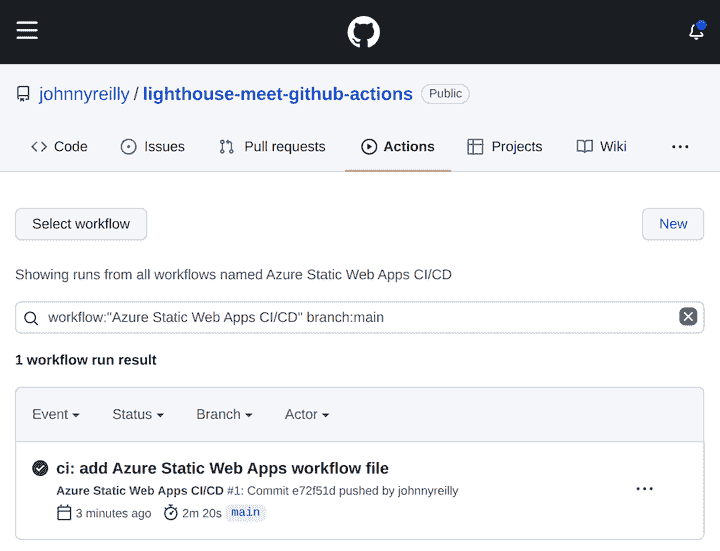 johnnyreilly / lighthouse-meet-github-actions Public
Code Issues Pull requests Actions Projects Wiki
Select workflow New
Showing runs from all workflows named Azure Static Web Apps CI/CD
workflow:"Azure Static Web Apps CI/CD" branch:main
1 workflow run result
Event Status Branch Actor
ci: add Azure Static Web Apps workflow file
Azure Static Web Apps CI/CD #1: Commit e72f51d pushed by johnnyreilly
3 minutes ago 2m 20s main